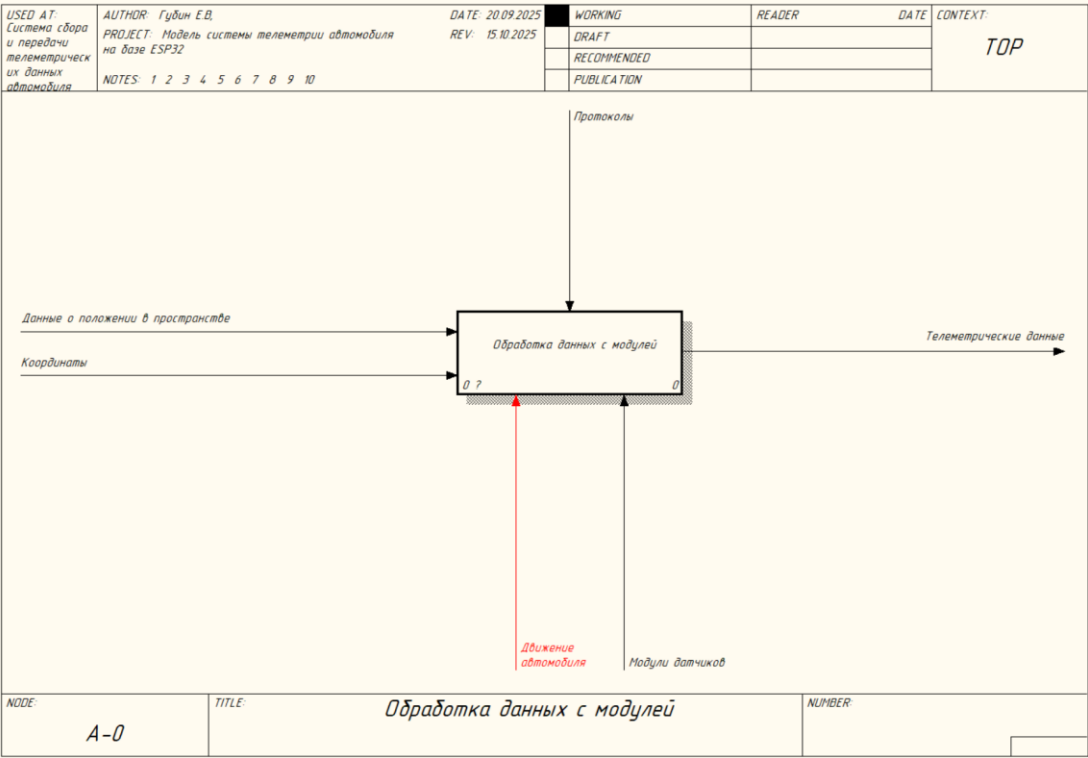 USED AT:
Система сбора
и передачи
телеметрическ
их данных
автомобиля
AUTHOR: Губин Е.В,
DATE: 20.09.2025
PROJECT: Модель системы телеметрии автомобиля
на базе ESP32
REV: 15.10.2025
NOTES: 1 2 3 4 5 6 7 8 9 10
WORKING
DRAFT
RECOMMENDED
PUBLICATION
READER
DATE
CONTEXT:
TOP
Протоколы
Данные о положении в пространстве
Координаты
Обработка данных с модулей
0 ?
0
Телеметрические данные
Движение
автомобиля
Модули датчиков
NODE:
A-0
TITLE:
Обработка данных с модулей
NUMBER: